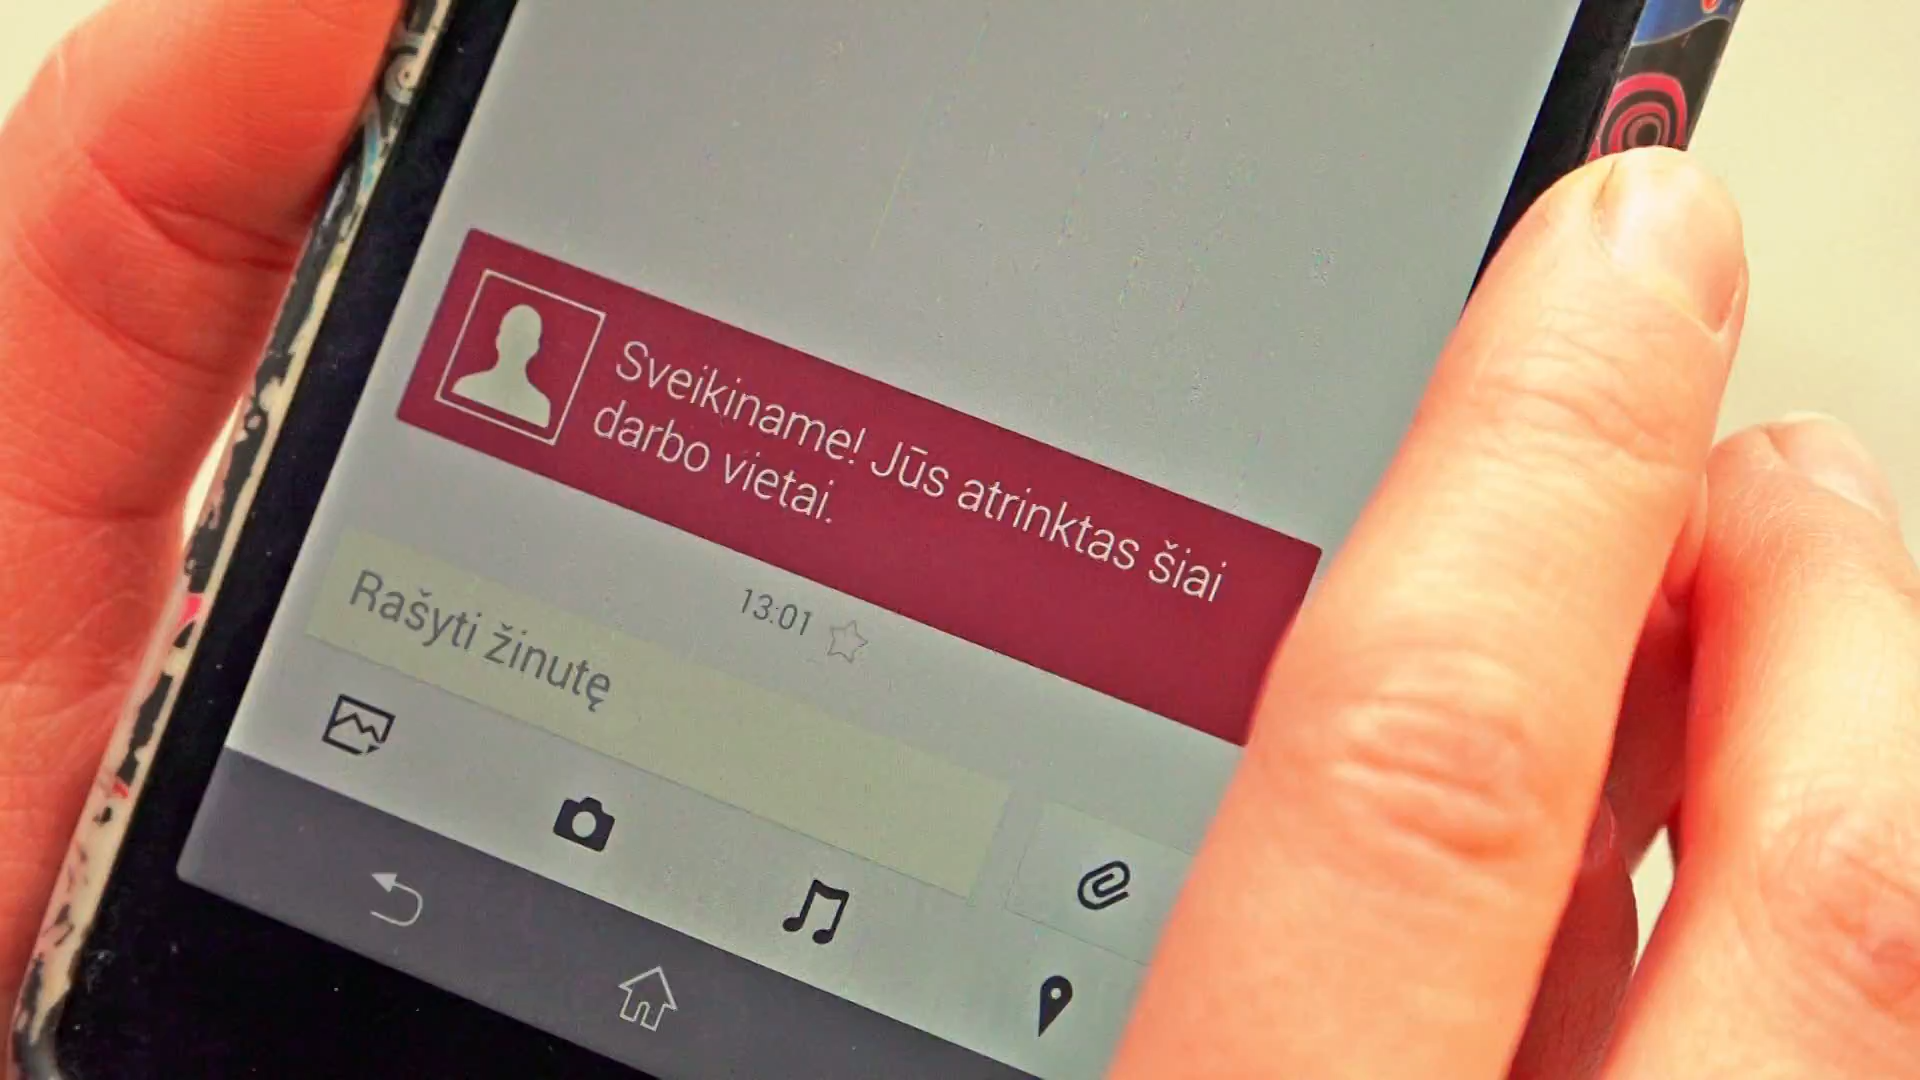 Sveikiname! Jūs atrinktas šiai
darbo vietai.
13:01
Rašyti žinutę